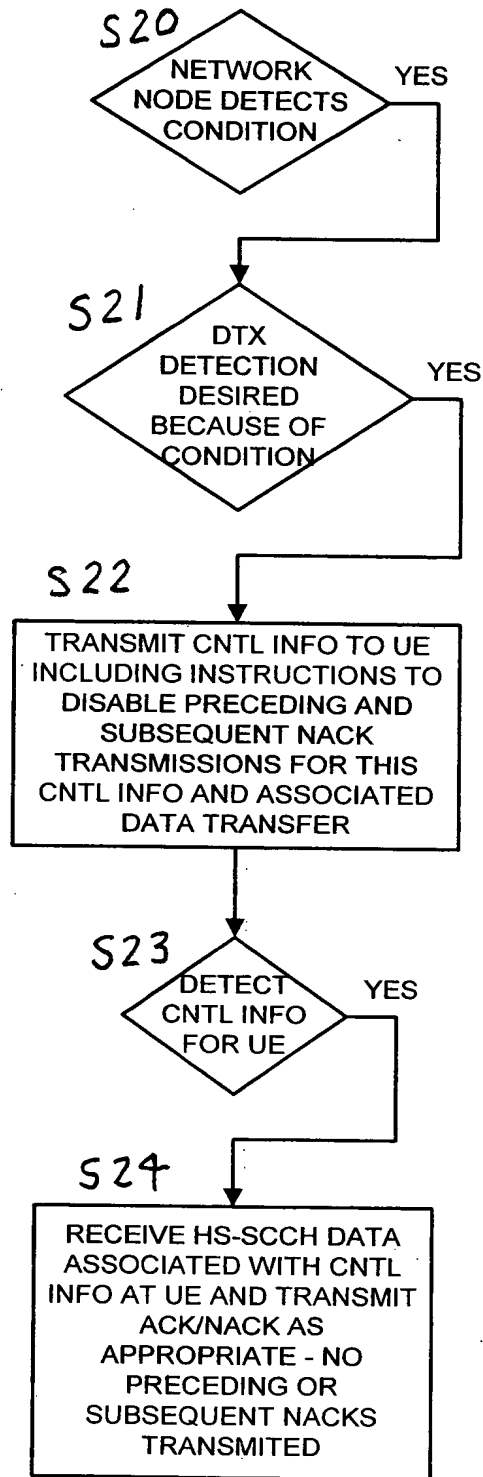 S20
NETWORK
NODE DETECTS
CONDITION
YES
S21
DTX
DETECTION
DESIRED
BECAUSE OF
CONDITION
YES
S22
TRANSMIT CNTL INFO TO UE
INCLUDING INSTRUCTIONS TO
DISABLE PRECEDING AND
SUBSEQUENT NACK
TRANSMISSIONS FOR THIS
CNTL INFO AND ASSOCIATED
DATA TRANSFER
S23
DETECT
CNTL INFO
FOR UE
YES
S24
RECEIVE HS-SCCH DATA
ASSOCIATED WITH CNTL
INFO AT UE AND TRANSMIT
ACK/NACK AS
APPROPRIATE - NO
PRECEDING OR
SUBSEQUENT NACKS
TRANSMITED